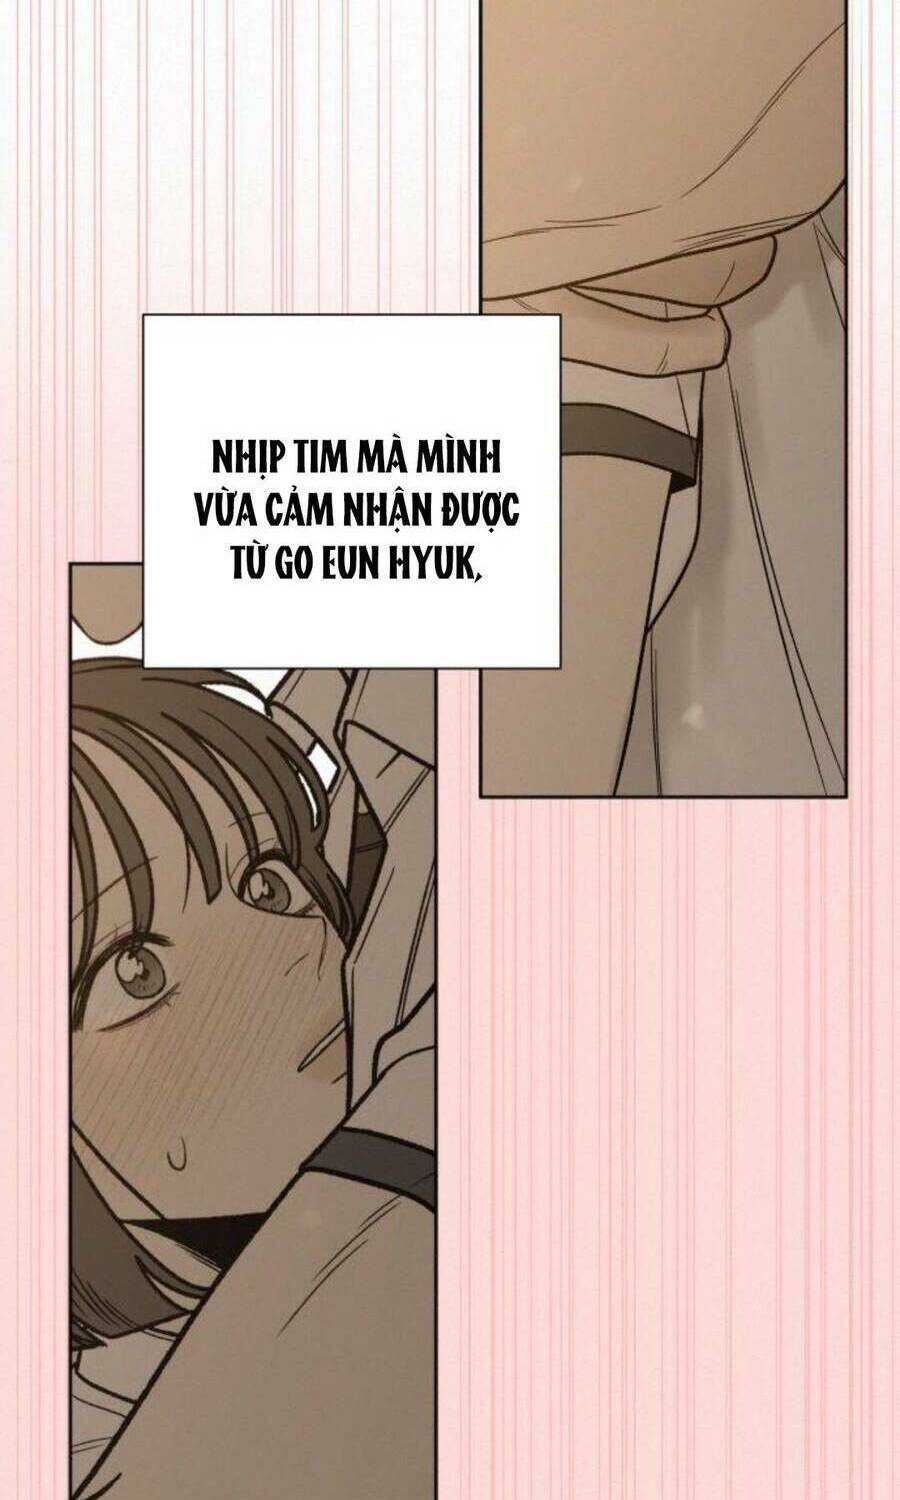 NHỊP TIM MÀ MÌNH
VỪA CẢM NHẬN ĐƯỢC
TỪ GO EUN HYUK,